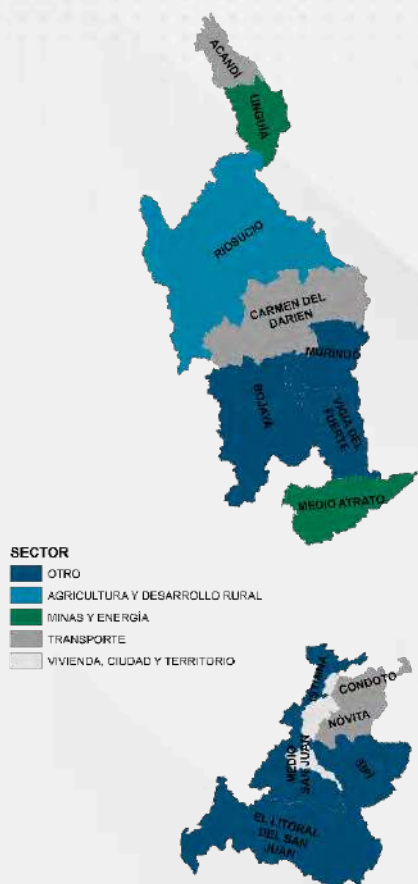 ACANDÍ
UNGUÍA
RIOSUCIO
CARMEN DEL
DARIEN
MURINDÓ
BOJAYA
VIGÍA DEL
FUERTE
MEDIO ATRATO
SECTOR
OTRO
AGRICULTURA Y DESARROLLO RURAL
MINAS Y ENERGÍA
TRANSPORTE
VIVIENDA, CIUDAD Y TERRITORIO
ISTMINA
CONDOTO
NÓVITA
MEDIO
SAN JUAN
SIPÍ
EL LITORAL
DEL SAN
JUAN